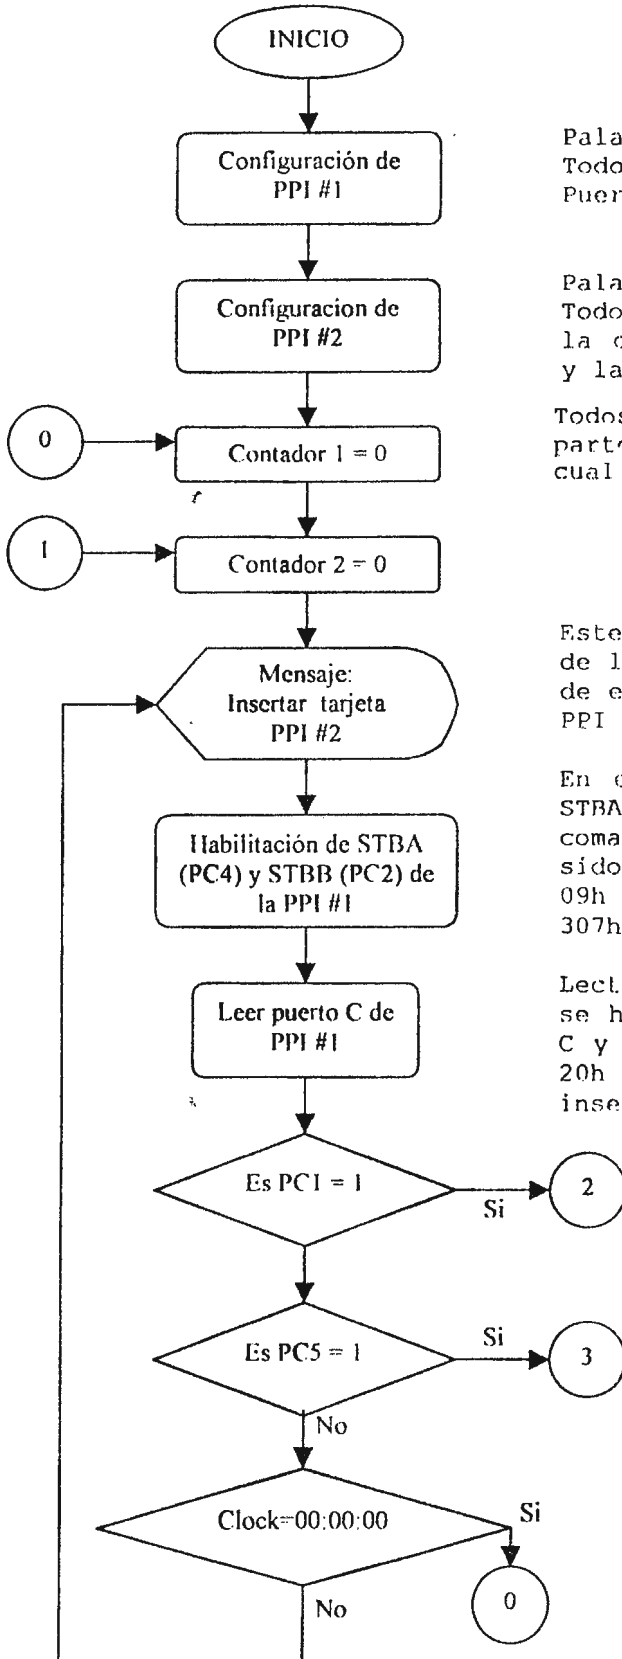 INICIO
Configuración de
PPI #1
Pala
Todo
Puer
Configuracion de
PPI #2
Pala
Todo
la c
y la
0
Contador 1 = 0
Todos
parte
cual
1
Contador 2 = 0
Mensaje:
Insertar tarjeta
PPI #2
Este
de l
de e
PPI
Habilitación de STBA
(PC4) y STBB (PC2) de
la PPI #1
En e
STBA
coma
sido
09h
307h
Leer puerto C de
PPI #1
Lect
se h
C y
20h
inse
Es PC1 = 1
Si
2
Es PC5 = 1
Si
3
No
Clock=00:00:00
Si
0
No